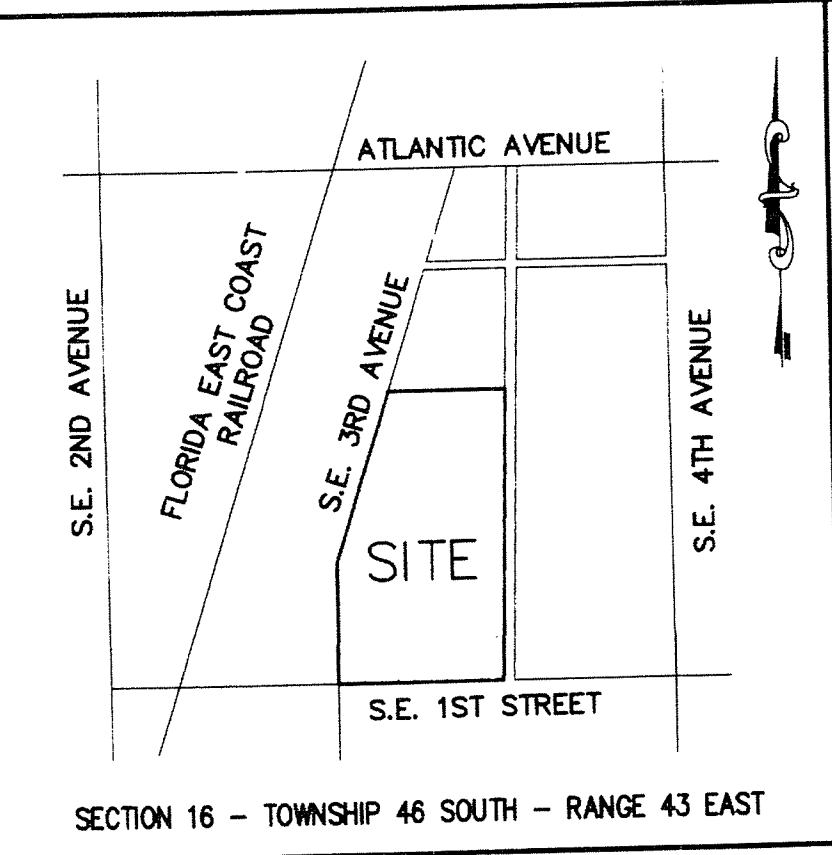 ATLANTIC AVENUE
S.E. 2ND AVENUE
FLORIDA EAST COAST
RAILROAD
S.E. 3RD AVENUE
S.E. 4TH AVENUE
SITE
S.E. 1ST STREET
SECTION 16 - TOWNSHIP 46 SOUTH - RANGE 43 EAST